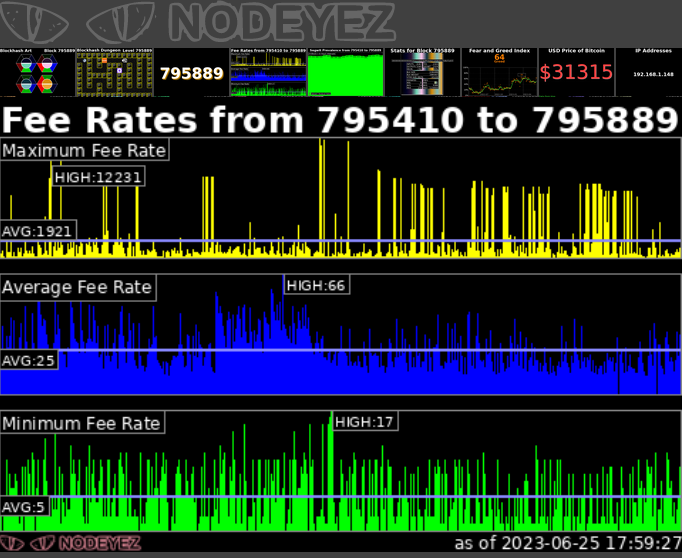 NODEYEZ
Blockhash Art Block 795889
Blockhash Dungeon Level 795889
Fee Rates from 795410 to 795889
Stats for Block 795889
Fear and Greed Index
USD Price of Bitcoin
IP Addresses
795889
64
$31315
192.168.1.148
Fee Rates from 795410 to 795889
Maximum Fee Rate
HIGH:12231
AVG:1921
Average Fee Rate
HIGH:66
AVG:25
Minimum Fee Rate
HIGH:17
AVG:5
NODEYEZ
as of 2023-06-25 17:59:27